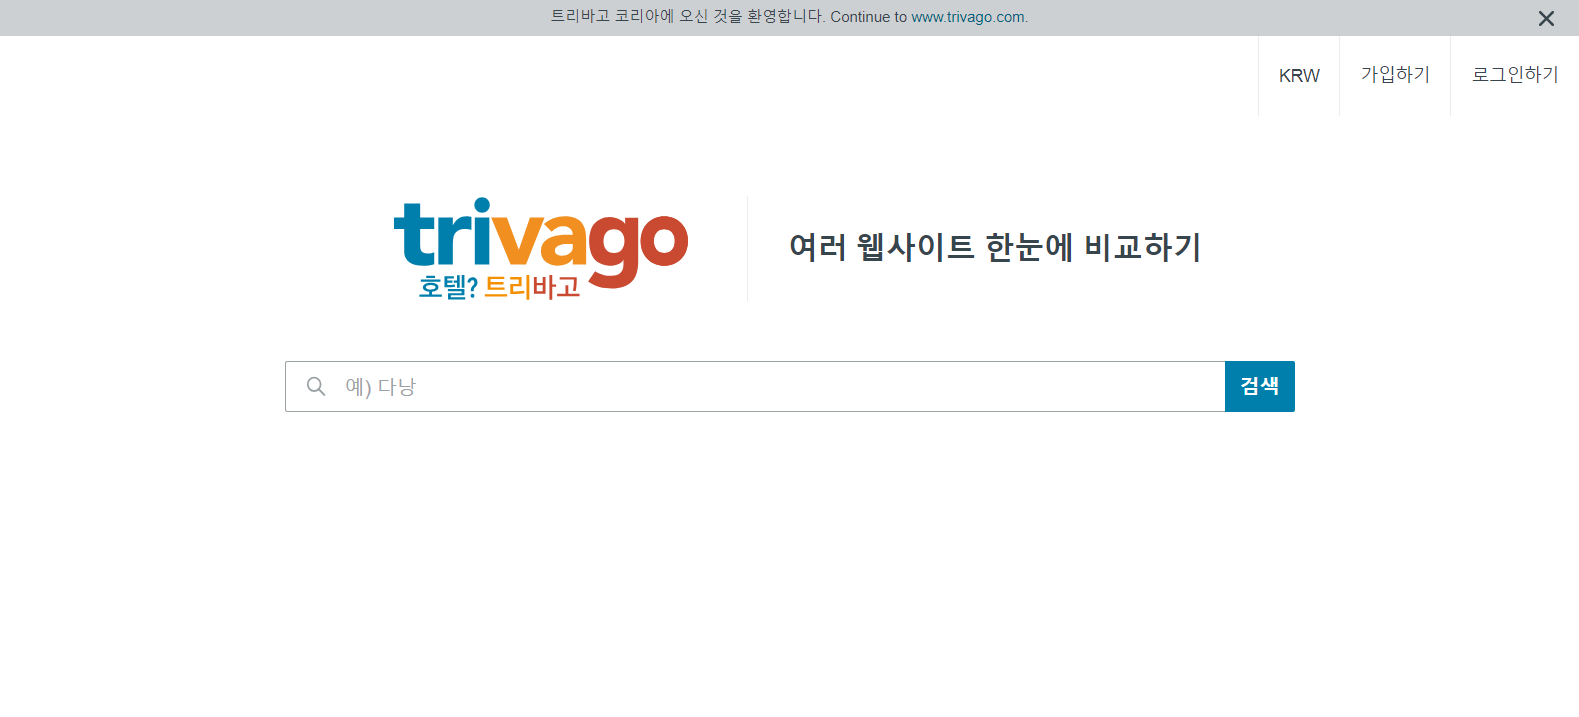 트리바고 코리아에 오신 것을 환영합니다. Continue to www.trivago.com.
KRW
가입하기
로그인하기
trivago
호텔? 트리바고
여러 웹사이트 한눈에 비교하기
예) 다낭
검색